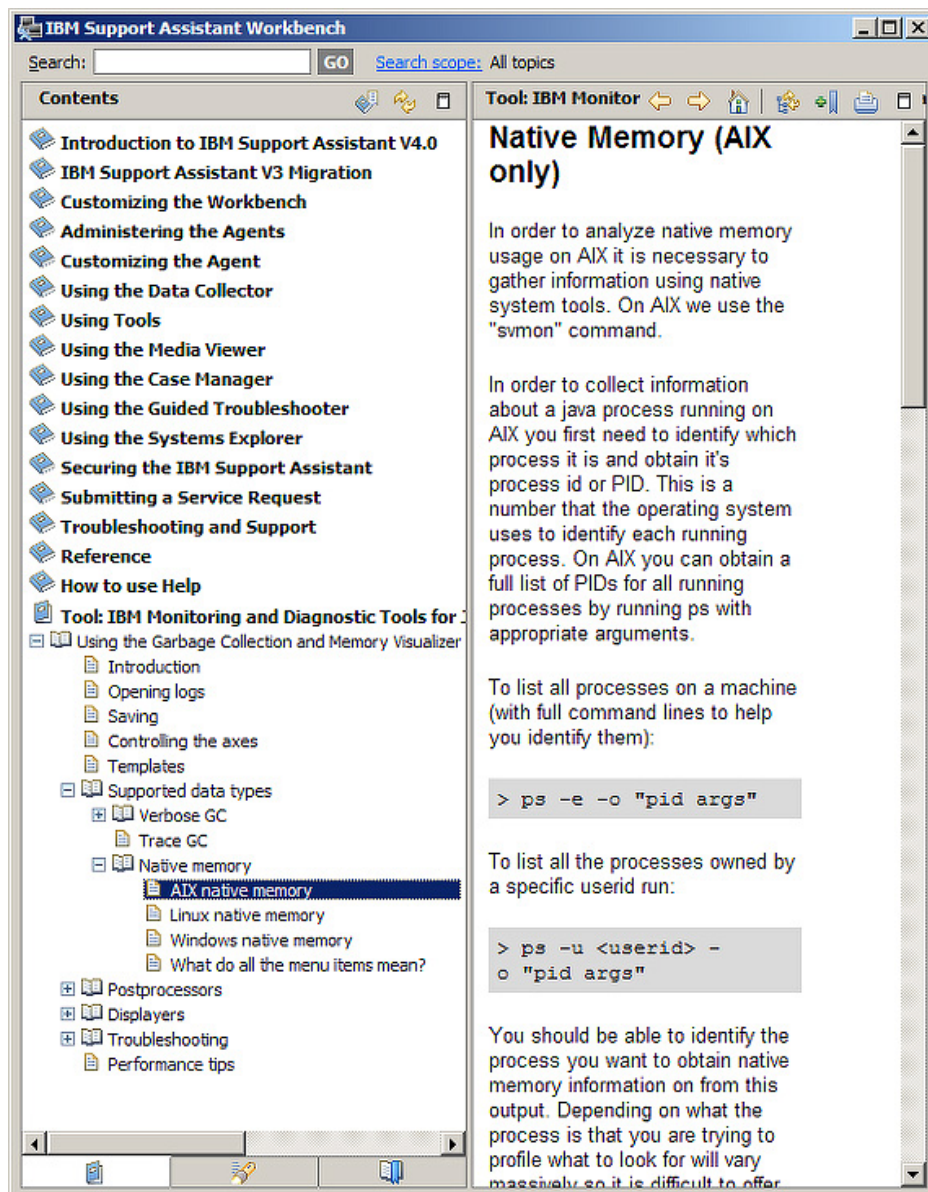 IBM Support Assistant Workbench
Search: GO Search scope: All topics
Contents
Introduction to IBM Support Assistant V4.0
IBM Support Assistant V3 Migration
Customizing the Workbench
Administering the Agents
Customizing the Agent
Using the Data Collector
Using Tools
Using the Media Viewer
Using the Case Manager
Using the Guided Troubleshooter
Using the Systems Explorer
Securing the IBM Support Assistant
Submitting a Service Request
Troubleshooting and Support
Reference
How to use Help
Tool: IBM Monitoring and Diagnostic Tools for J
Using the Garbage Collection and Memory Visualizer
Introduction
Opening logs
Saving
Controlling the axes
Templates
Supported data types
Verbose GC
Trace GC
Native memory
AIX native memory
Linux native memory
Windows native memory
What do all the menu items mean?
Postprocessors
Displayers
Troubleshooting
Performance tips
Tool: IBM Monitor
Native Memory (AIX
only)
In order to analyze native memory
usage on AIX it is necessary to
gather information using native
system tools. On AIX we use the
"svmon" command.
In order to collect information
about a java process running on
AIX you first need to identify which
process it is and obtain it's
process id or PID. This is a
number that the operating system
uses to identify each running
process. On AIX you can obtain a
full list of PIDs for all running
processes by running ps with
appropriate arguments.
To list all processes on a machine
(with full command lines to help
you identify them):
> ps -e -o "pid args"
To list all the processes owned by
a specific userid run:
> ps -u <userid> -
o "pid args"
You should be able to identify the
process you want to obtain native
memory information on from this
output. Depending on what the
process is that you are trying to
profile what to look for will vary
massively so it is difficult to offer